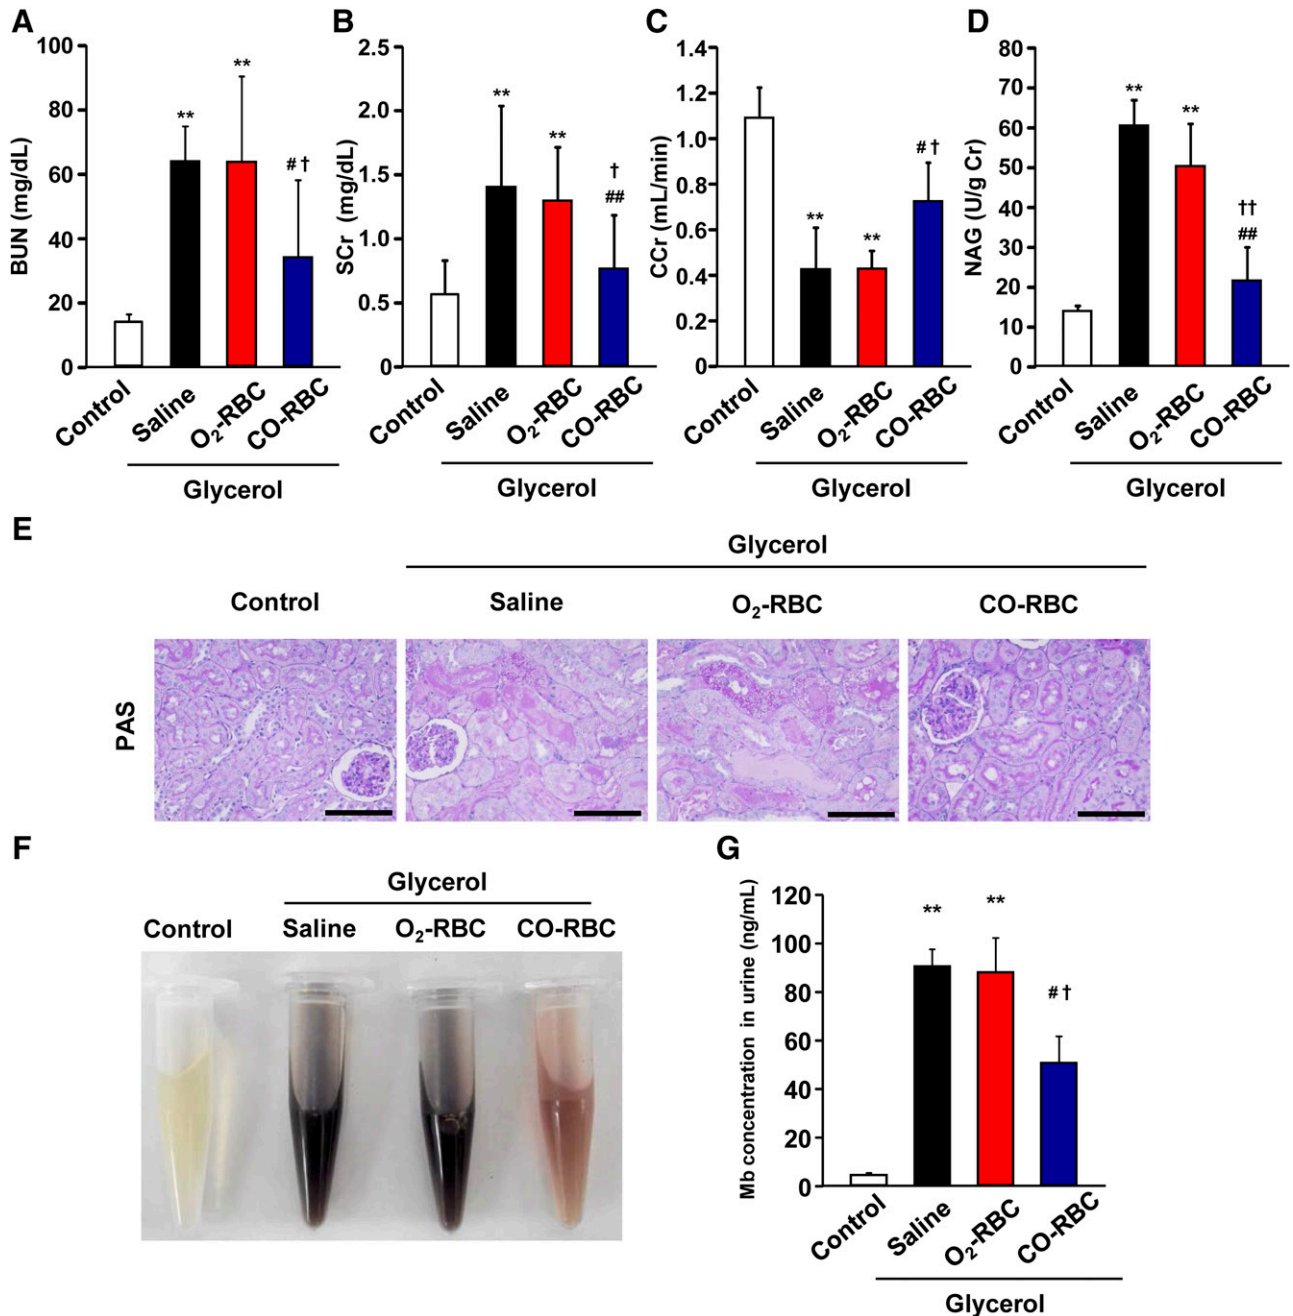 A
BUN (mg/dL)
100
80
60
40
20
0
**
**
# †
Control
Saline
O₂-RBC
CO-RBC
Glycerol
B
SCr (mg/dL)
2.5
2.0
1.5
1.0
0.5
0
**
**
†
##
Control
Saline
O₂-RBC
CO-RBC
Glycerol
C
CCr (mL/min)
1.4
1.2
1.0
0.8
0.6
0.4
0.2
0
**
**
# †
Control
Saline
O₂-RBC
CO-RBC
Glycerol
D
NAG (U/g Cr)
80
70
60
50
40
30
20
10
0
**
**
††
##
Control
Saline
O₂-RBC
CO-RBC
Glycerol
E
Glycerol
Control
Saline
O₂-RBC
CO-RBC
PAS
F
Glycerol
Control
Saline
O₂-RBC
CO-RBC
G
Mb concentration in urine (ng/mL)
120
100
80
60
40
20
0
**
**
# †
Control
Saline
O₂-RBC
CO-RBC
Glycerol